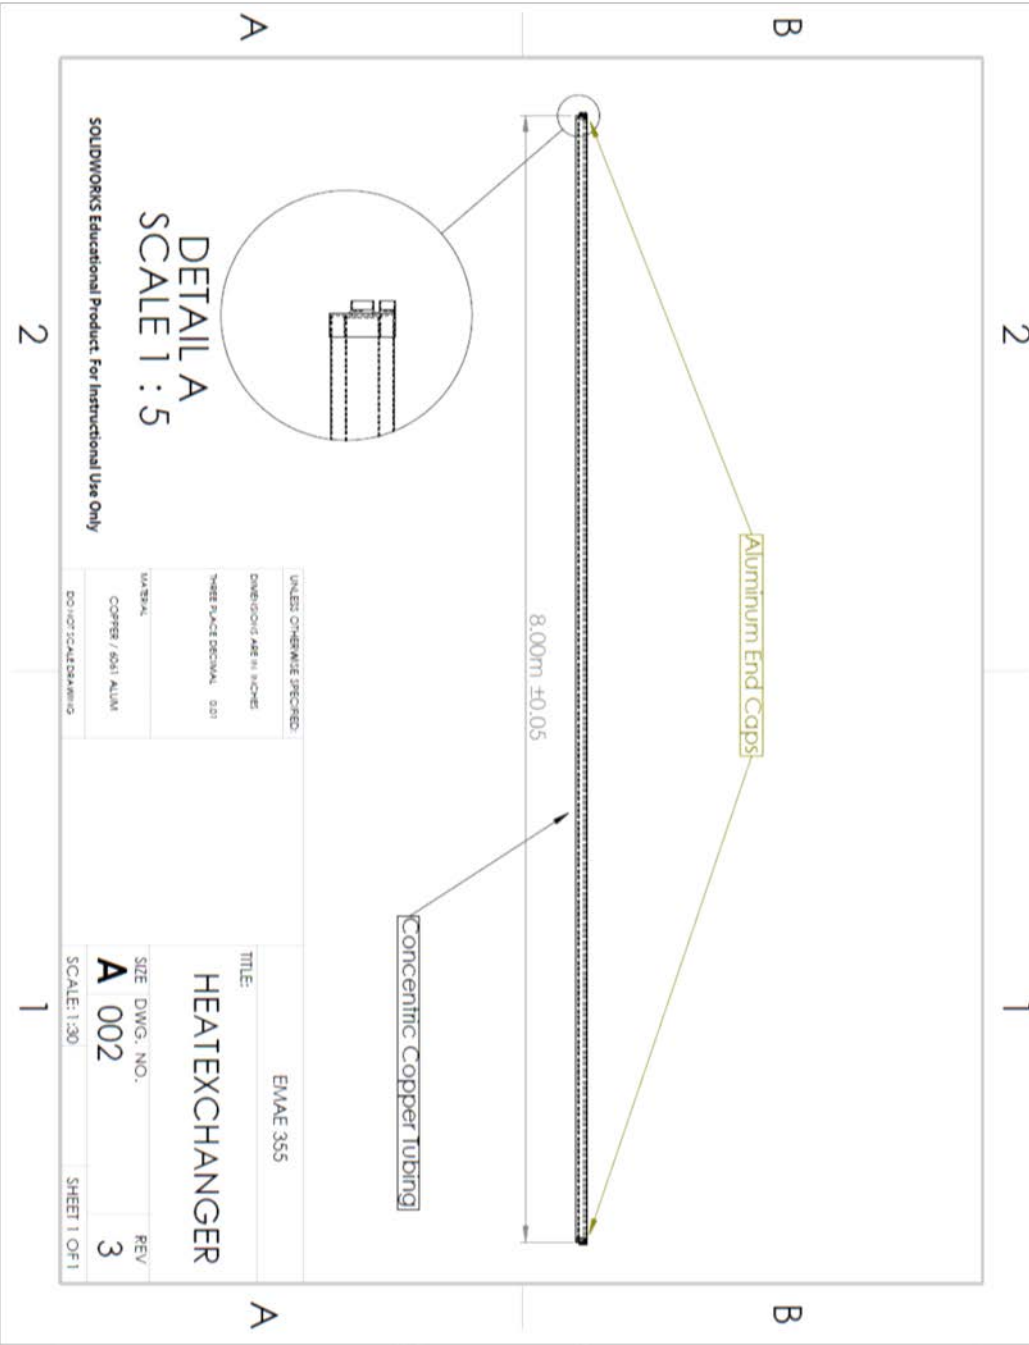 2
1
B
B
Aluminum End Caps
8.00m ±0.05
Concentric Copper Tubing
A
A
DETAIL A
SCALE 1 : 5
SOLIDWORKS Educational Product. For Instructional Use Only
UNLESS OTHERWISE SPECIFIED:
DIMENSIONS ARE IN INCHES
THREE PLACE DECIMAL 0.01
MATERIAL
COPPER / 6061 ALUM
DO NOT SCALE DRAWING
EMAE 355
TITLE:
HEATEXCHANGER
SIZE DWG. NO. REV
A 002 3
SCALE: 1:30 SHEET 1 OF 1
2
1